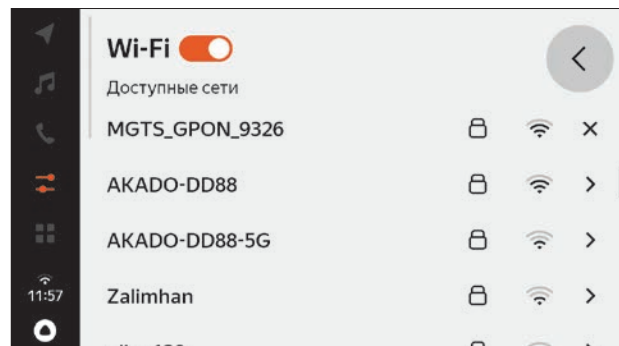 Wi-Fi
Доступные сети
MGTS_GPON_9326
AKADO-DD88
AKADO-DD88-5G
Zalimhan
11:57